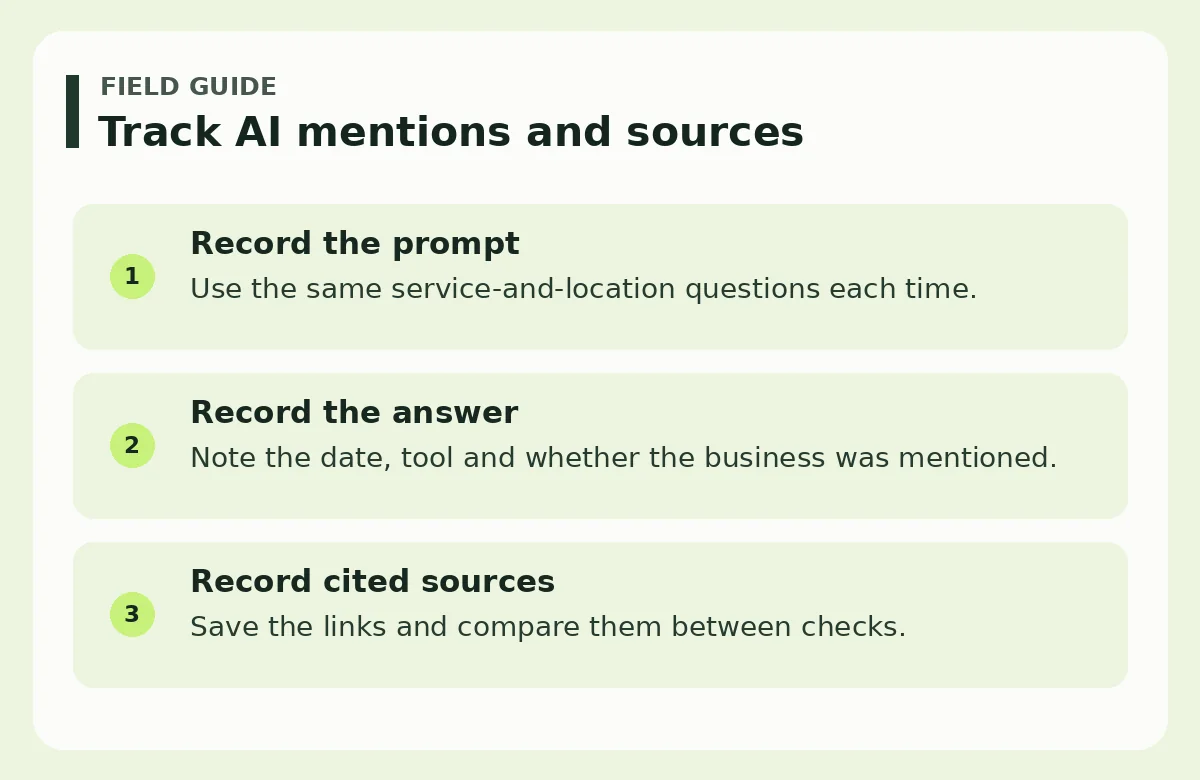 FIELD GUIDE
Track AI mentions and sources
1
Record the prompt
Use the same service-and-location questions each time.
2
Record the answer
Note the date, tool and whether the business was mentioned.
3
Record cited sources
Save the links and compare them between checks.